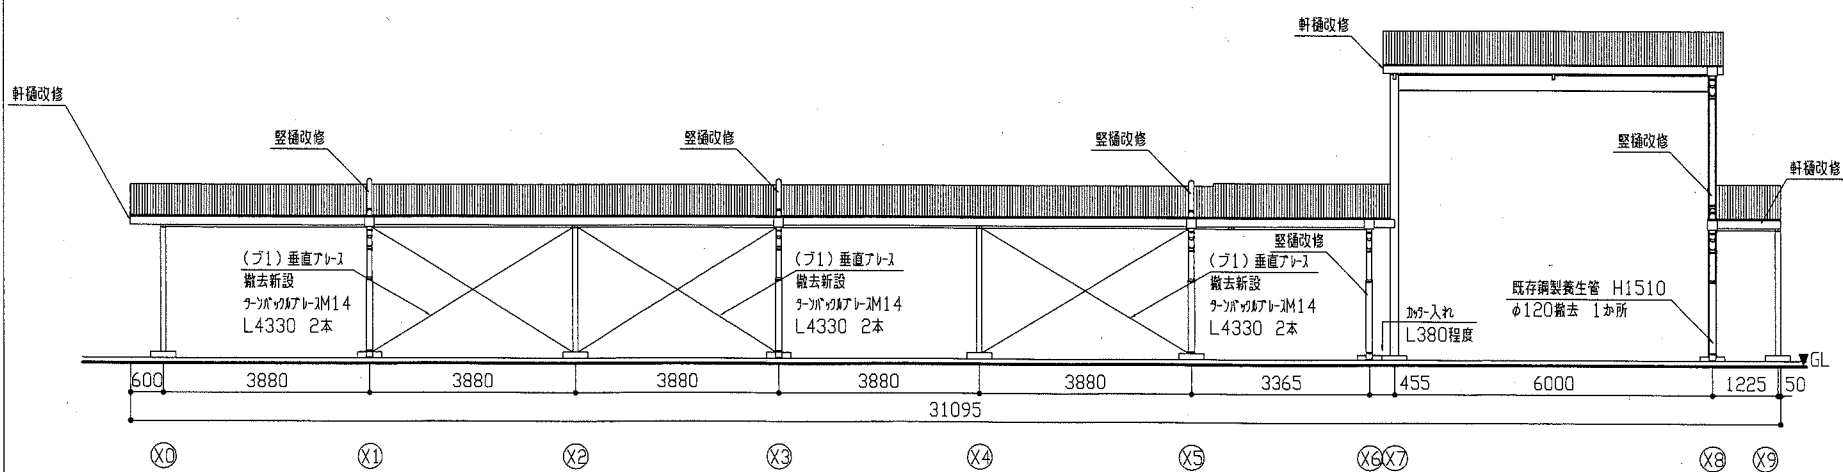 軒樋改修
軒樋改修
竪樋改修
竪樋改修
竪樋改修
竪樋改修
軒樋改修
(ブ1) 垂直ブレース
撤去新設
ターンバックルブレースM14
L4330 2本
(ブ1) 垂直ブレース
撤去新設
ターンバックルブレースM14
L4330 2本
竪樋改修
(ブ1) 垂直ブレース
撤去新設
ターンバックルブレースM14
L4330 2本
カッター入れ
L380程度
既存鋼製養生管 H1510
φ120撤去 1か所
GL
600 3880 3880 3880 3880 3880 3365 455 6000 1225 50
31095
X0 X1 X2 X3 X4 X5 X6 X7 X8 X9